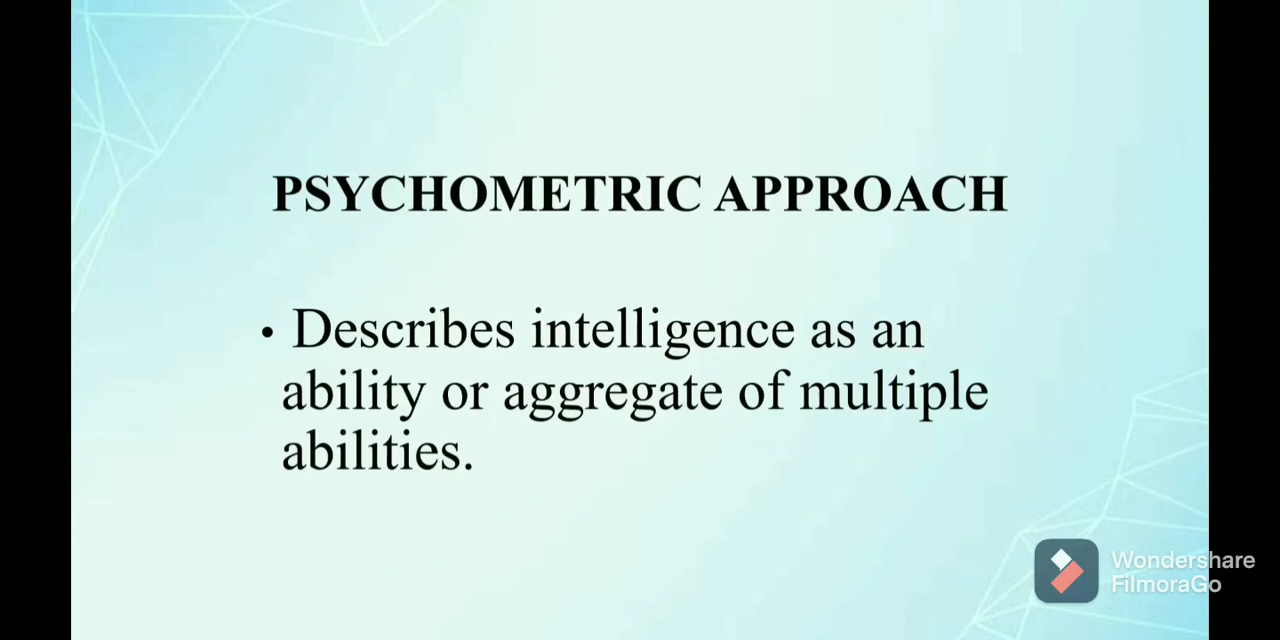 PSYCHOMETRIC APPROACH
• Describes intelligence as an
ability or aggregate of multiple
abilities.
Wondershare
FilmoraGo